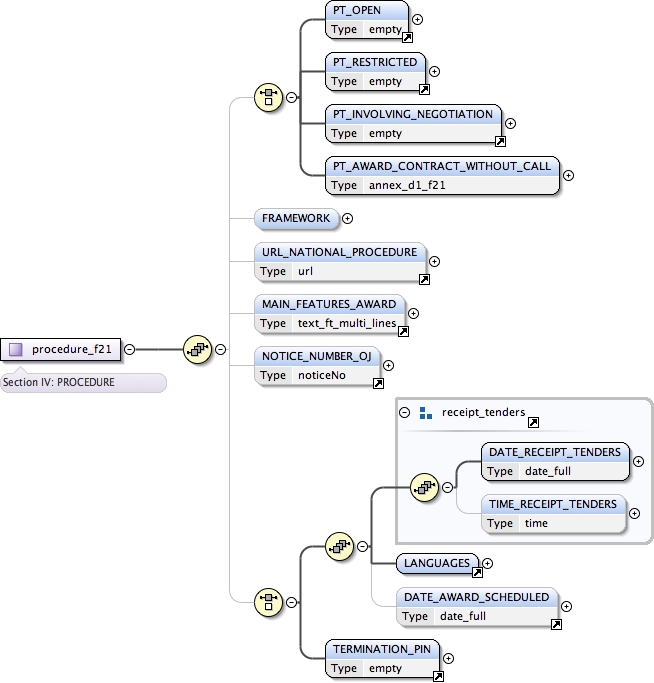 PT_OPEN
Type empty
PT_RESTRICTED
Type empty
PT_INVOLVING_NEGOTIATION
Type empty
PT_AWARD_CONTRACT_WITHOUT_CALL
Type annex_d1_f21
FRAMEWORK
URL_NATIONAL_PROCEDURE
Type url
MAIN_FEATURES_AWARD
Type text_ft_multi_lines
procedure_f21
Section IV: PROCEDURE
NOTICE_NUMBER_OJ
Type noticeNo
receipt_tenders
DATE_RECEIPT_TENDERS
Type date_full
TIME_RECEIPT_TENDERS
Type time
LANGUAGES
DATE_AWARD_SCHEDULED
Type date_full
TERMINATION_PIN
Type empty